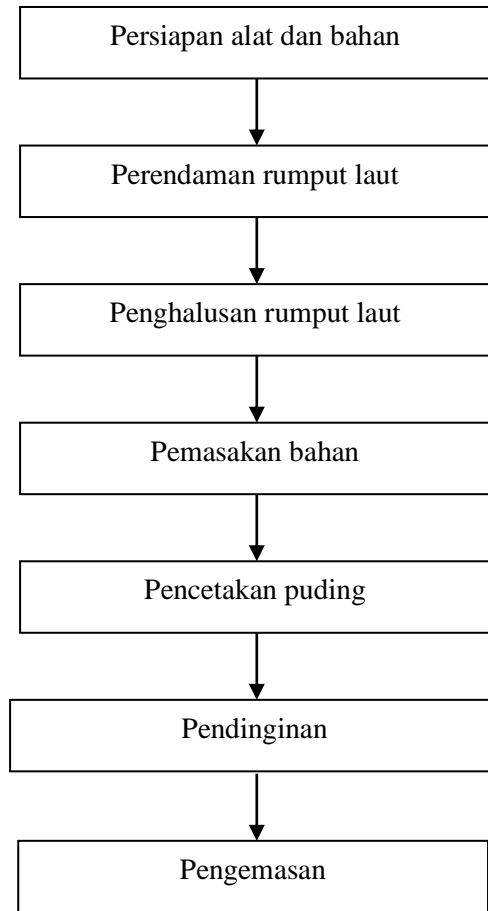 Persiapan alat dan bahan
Perendaman rumput laut
Penghalusan rumput laut
Pemasakan bahan
Pencetakan puding
Pendinginan
Pengemasan